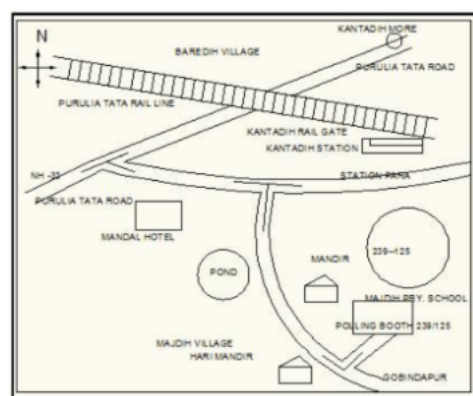 N
KANTADIH MORE
BAREDIH VILLAGE
PURULIA TATA ROAD
PURULIA TATA RAIL LINE
KANTADIH RAIL GATE
KANTADIH STATION
NH -32
STATION PARA
PURULIA TATA ROAD
MANDAL HOTEL
239--125
MANDIR
POND
MAJDIH PRY. SCHOOL
POLLING BOOTH 239/125
MAJDIH VILLAGE
HARI MANDIR
GOBINDAPUR